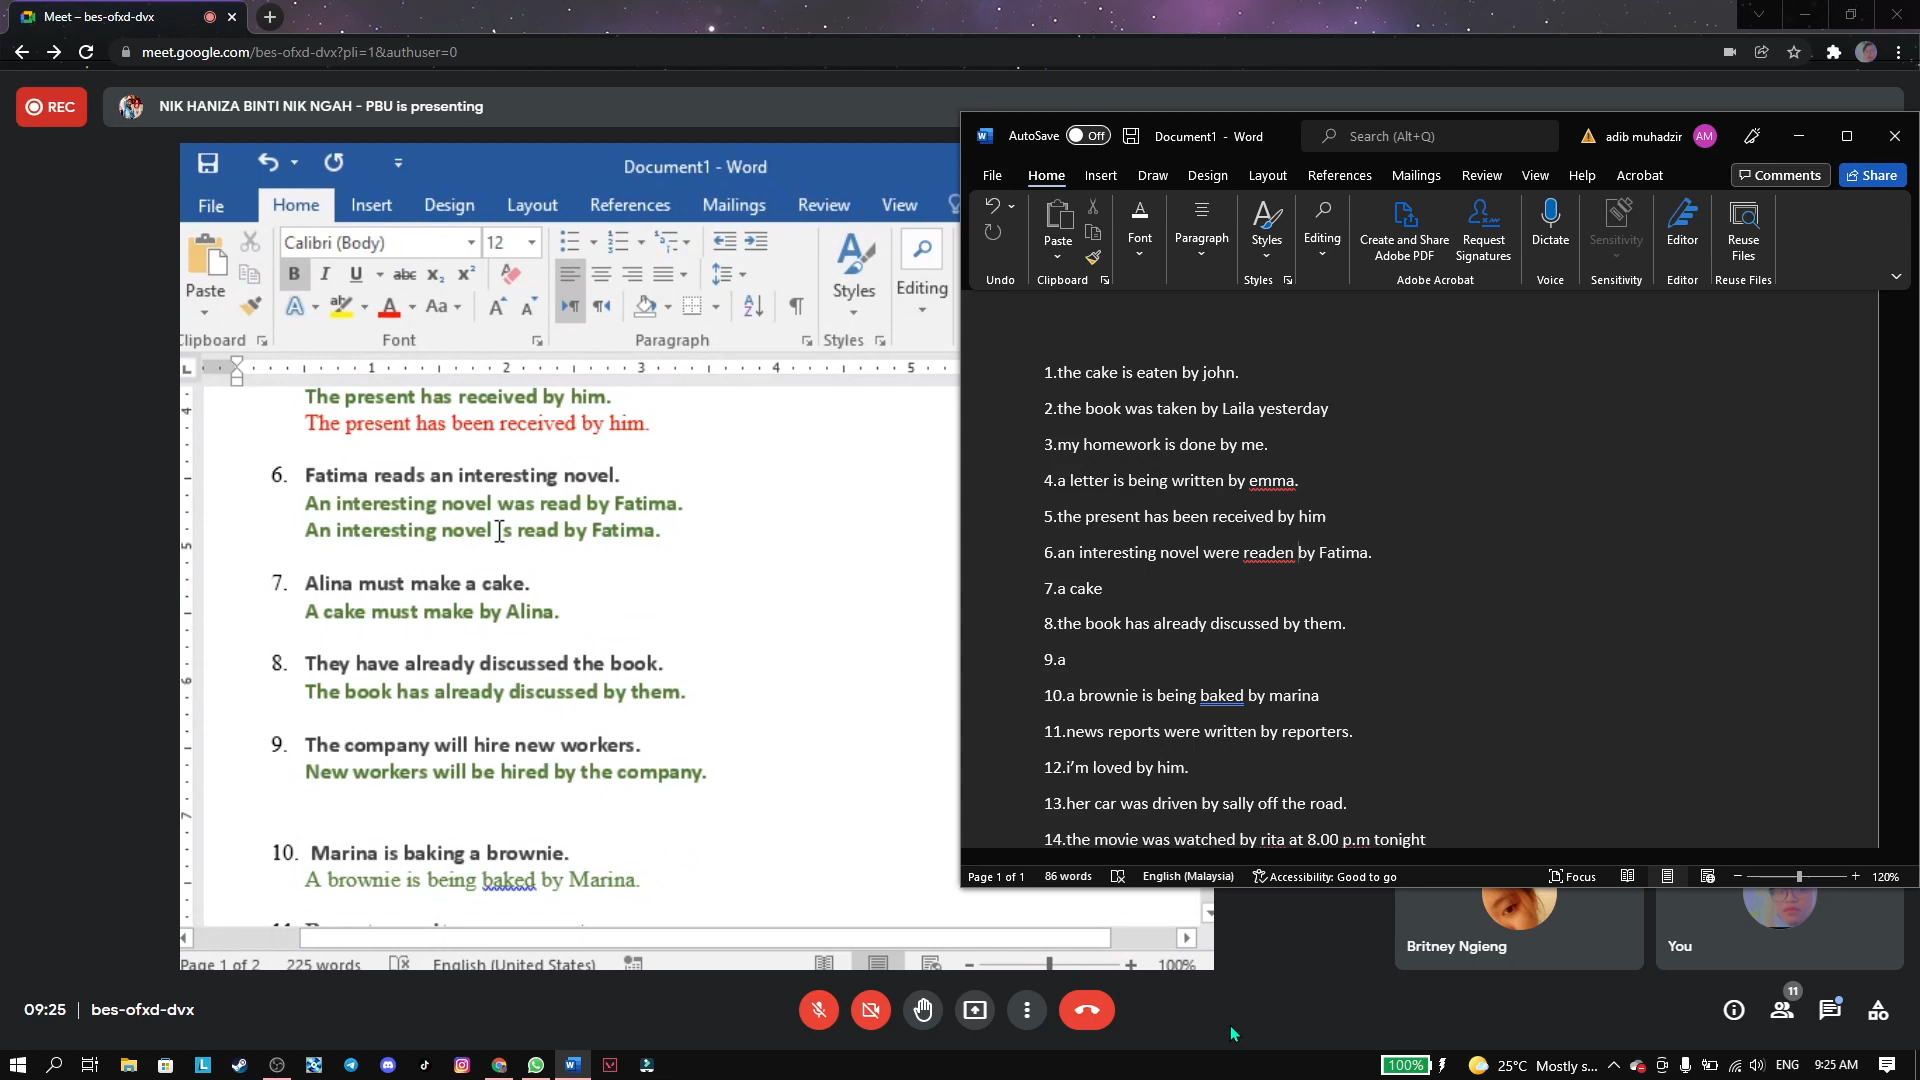 Meet – bes-ofxd-dvx
meet.google.com/bes-ofxd-dvx?pli=1&authuser=0
REC
NIK HANIZA BINTI NIK NGAH - PBU is presenting
Document1 - Word
File Home Insert Design Layout References Mailings Review View
Calibri (Body) 12
Paste
Styles
Editing
Clipboard Font Paragraph Styles
1 2 3 4 5
The present has received by him.
The present has been received by him.
6. Fatima reads an interesting novel.
An interesting novel was read by Fatima.
An interesting novel is read by Fatima.
7. Alina must make a cake.
A cake must make by Alina.
8. They have already discussed the book.
The book has already discussed by them.
9. The company will hire new workers.
New workers will be hired by the company.
10. Marina is baking a brownie.
A brownie is being baked by Marina.
Page 1 of 2 225 words English (United States) 100%
AutoSave Off Document1 - Word Search (Alt+Q) adib muhadzir AM
File Home Insert Draw Design Layout References Mailings Review View Help Acrobat Comments Share
Paste Font Paragraph Styles Editing Create and Share Adobe PDF Request Signatures Dictate Sensitivity Editor Reuse Files
Undo Clipboard Styles Adobe Acrobat Voice Sensitivity Editor Reuse Files
1.the cake is eaten by john.
2.the book was taken by Laila yesterday
3.my homework is done by me.
4.a letter is being written by emma.
5.the present has been received by him
6.an interesting novel were readen by Fatima.
7.a cake
8.the book has already discussed by them.
9.a
10.a brownie is being baked by marina
11.news reports were written by reporters.
12.i’m loved by him.
13.her car was driven by sally off the road.
14.the movie was watched by rita at 8.00 p.m tonight
Page 1 of 1 86 words English (Malaysia) Accessibility: Good to go Focus 120%
Britney Ngieng
You
09:25 | bes-ofxd-dvx
11
100% 25°C Mostly s... ENG 9:25 AM